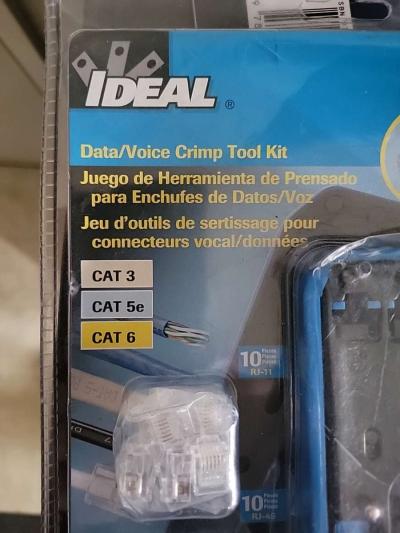 IDEAL®
Data/Voice Crimp Tool Kit
Juego de Herramienta de Prensado
para Enchufes de Datos/Voz
Jeu d'outils de sertissage pour
connecteurs vocal/données
CAT 3
CAT 5e
CAT 6
10 Pieces
RJ-11
10
RJ-45